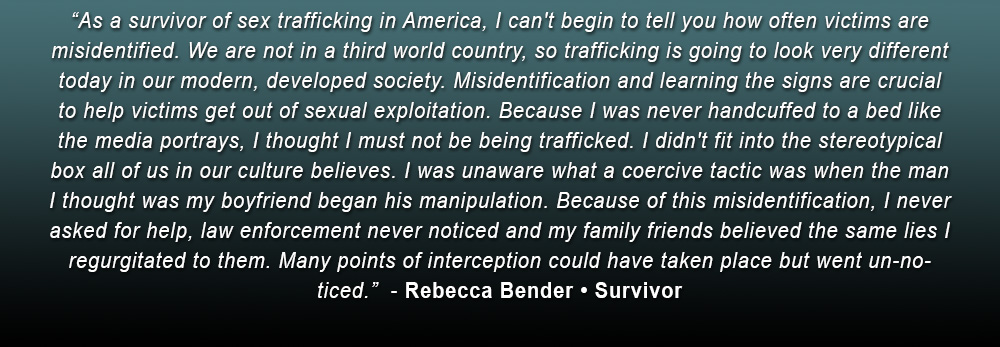 “As a survivor of sex trafficking in America, I can't begin to tell you how often victims are
misidentified. We are not in a third world country, so trafficking is going to look very different
today in our modern, developed society. Misidentification and learning the signs are crucial
to help victims get out of sexual exploitation. Because I was never handcuffed to a bed like
the media portrays, I thought I must not be being trafficked. I didn't fit into the stereotypical
box all of us in our culture believes. I was unaware what a coercive tactic was when the man
I thought was my boyfriend began his manipulation. Because of this misidentification, I never
asked for help, law enforcement never noticed and my family friends believed the same lies I
regurgitated to them. Many points of interception could have taken place but went un-no-
ticed.” - Rebecca Bender • Survivor